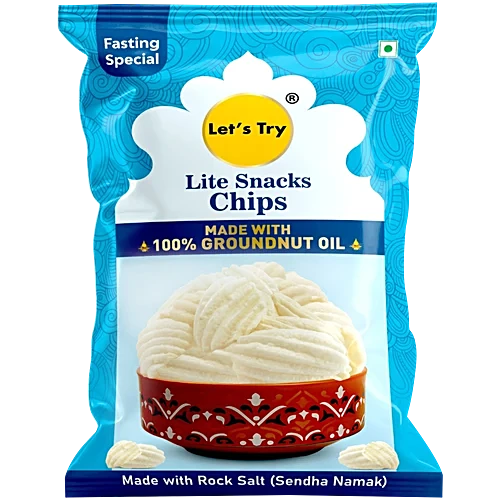 Fasting
Special
®
Let's Try
Lite Snacks
Chips
MADE WITH
100% GROUNDNUT OIL
Made with Rock Salt (Sendha Namak)